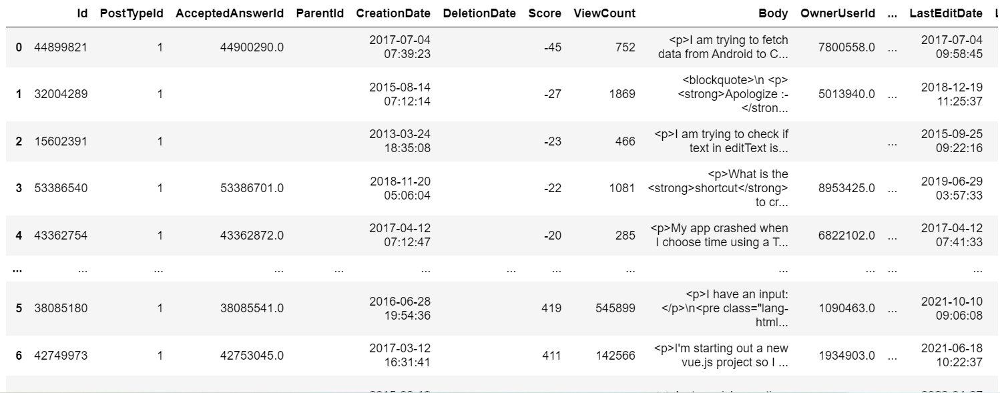 Id PostTypeId AcceptedAnswerId ParentId CreationDate DeletionDate Score ViewCount Body OwnerUserId ... LastEditDate
0 44899821 1 44900290.0 2017-07-04 07:39:23 -45 752 <p>I am trying to fetch data from Android to C... 7800558.0 ... 2017-07-04 09:58:45
1 32004289 1 2015-08-14 07:12:14 -27 1869 <blockquote>\n <p><strong>Apologize :-</stron... 5013940.0 ... 2018-12-19 11:25:37
2 15602391 1 2013-03-24 18:35:08 -23 466 <p>I am trying to check if text in editText is... ... 2015-09-25 09:22:16
3 53386540 1 53386701.0 2018-11-20 05:06:04 -22 1081 <p>What is the <strong>shortcut</strong> to cr... 8953425.0 ... 2019-06-29 03:57:33
4 43362754 1 43362872.0 2017-04-12 07:12:47 -20 285 <p>My app crashed when I choose time using a T... 6822102.0 ... 2017-04-12 07:41:33
... ... ... ... ... ... ... ... ... ... ... ... ...
5 38085180 1 38085541.0 2016-06-28 19:54:36 419 545899 <p>I have an input:</p>\n<pre class="lang-html... 1090463.0 ... 2021-10-10 09:06:08
6 42749973 1 42753045.0 2017-03-12 16:31:41 411 142566 <p>I'm starting out a new vue.js project so I ... 1934903.0 ... 2021-06-18 10:22:37